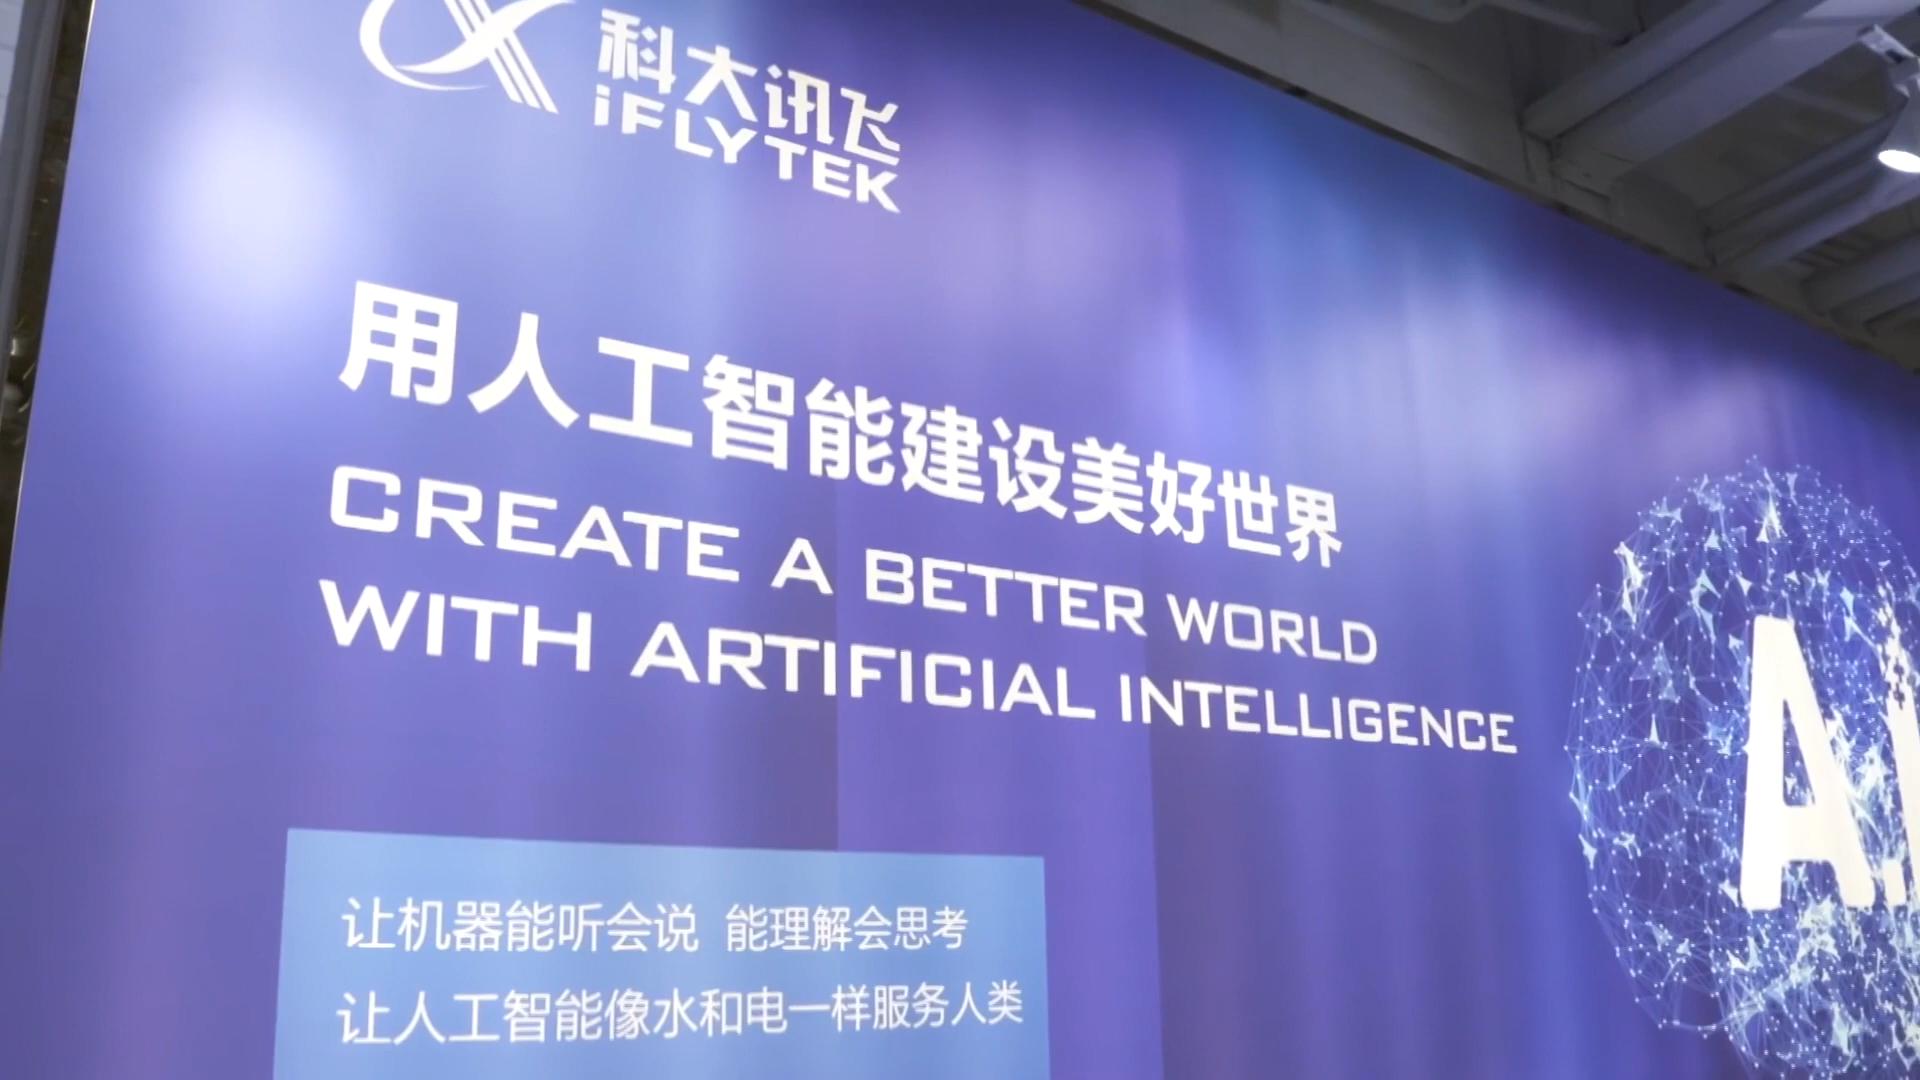 科大讯飞
iFLYTEK
用人工智能建设美好世界
CREATE A BETTER WORLD
WITH ARTIFICIAL INTELLIGENCE
A.I
让机器能听会说 能理解会思考
让人工智能像水和电一样服务人类